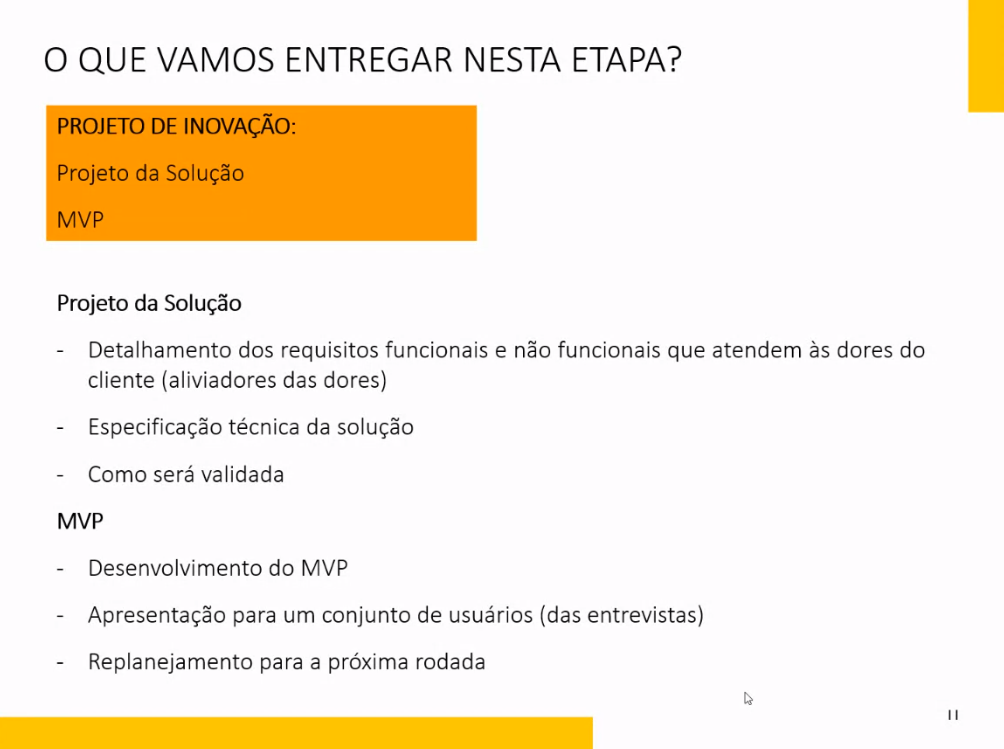 O QUE VAMOS ENTREGAR NESTA ETAPA?
PROJETO DE INOVAÇÃO:
Projeto da Solução
MVP
Projeto da Solução
- Detalhamento dos requisitos funcionais e não funcionais que atendem às dores do
cliente (aliviadores das dores)
- Especificação técnica da solução
- Como será validada
MVP
- Desenvolvimento do MVP
- Apresentação para um conjunto de usuários (das entrevistas)
- Replanejamento para a próxima rodada
11